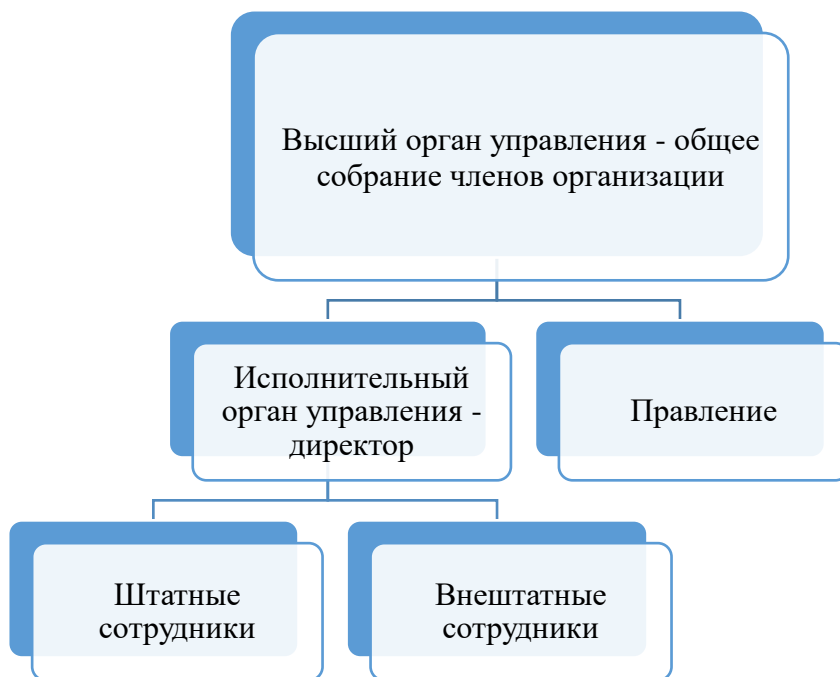 Высший орган управления - общее
собрание членов организации
Исполнительный
орган управления -
директор
Правление
Штатные
сотрудники
Внештатные
сотрудники